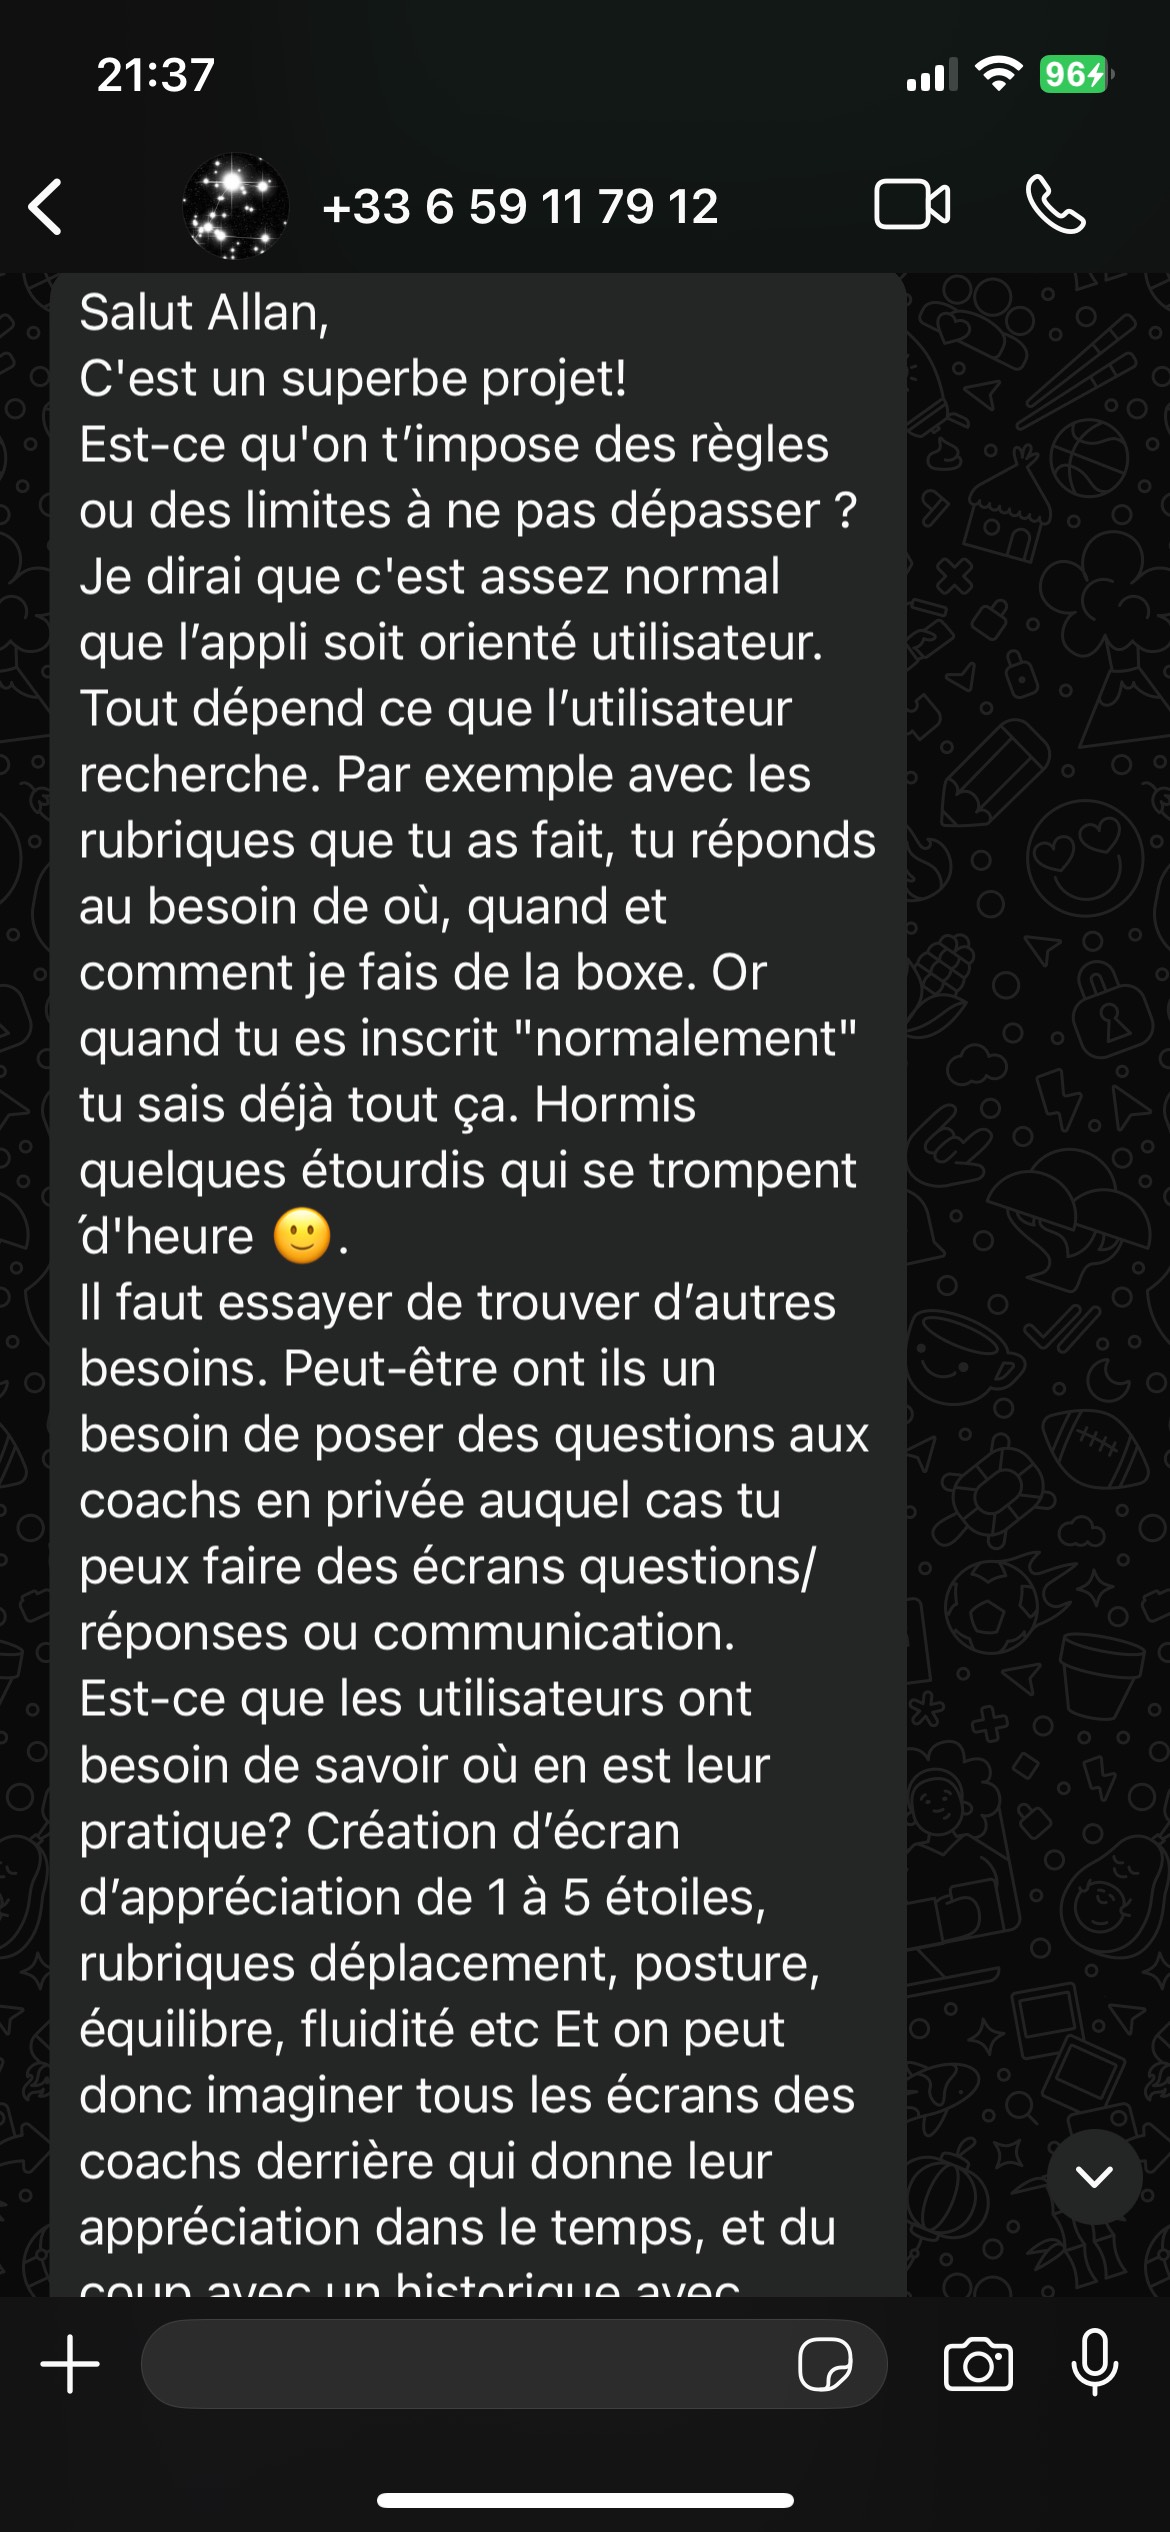 21:37
96
+33 6 59 11 79 12
Salut Allan,
C'est un superbe projet!
Est-ce qu'on t’impose des règles
ou des limites à ne pas dépasser ?
Je dirai que c'est assez normal
que l’appli soit orienté utilisateur.
Tout dépend ce que l’utilisateur
recherche. Par exemple avec les
rubriques que tu as fait, tu réponds
au besoin de où, quand et
comment je fais de la boxe. Or
quand tu es inscrit "normalement"
tu sais déjà tout ça. Hormis
quelques étourdis qui se trompent
´d'heure 🙂.
Il faut essayer de trouver d’autres
besoins. Peut-être ont ils un
besoin de poser des questions aux
coachs en privée auquel cas tu
peux faire des écrans questions/
réponses ou communication.
Est-ce que les utilisateurs ont
besoin de savoir où en est leur
pratique? Création d’écran
d’appréciation de 1 à 5 étoiles,
rubriques déplacement, posture,
équilibre, fluidité etc Et on peut
donc imaginer tous les écrans des
coachs derrière qui donne leur
appréciation dans le temps, et du
coup avec un historique avec